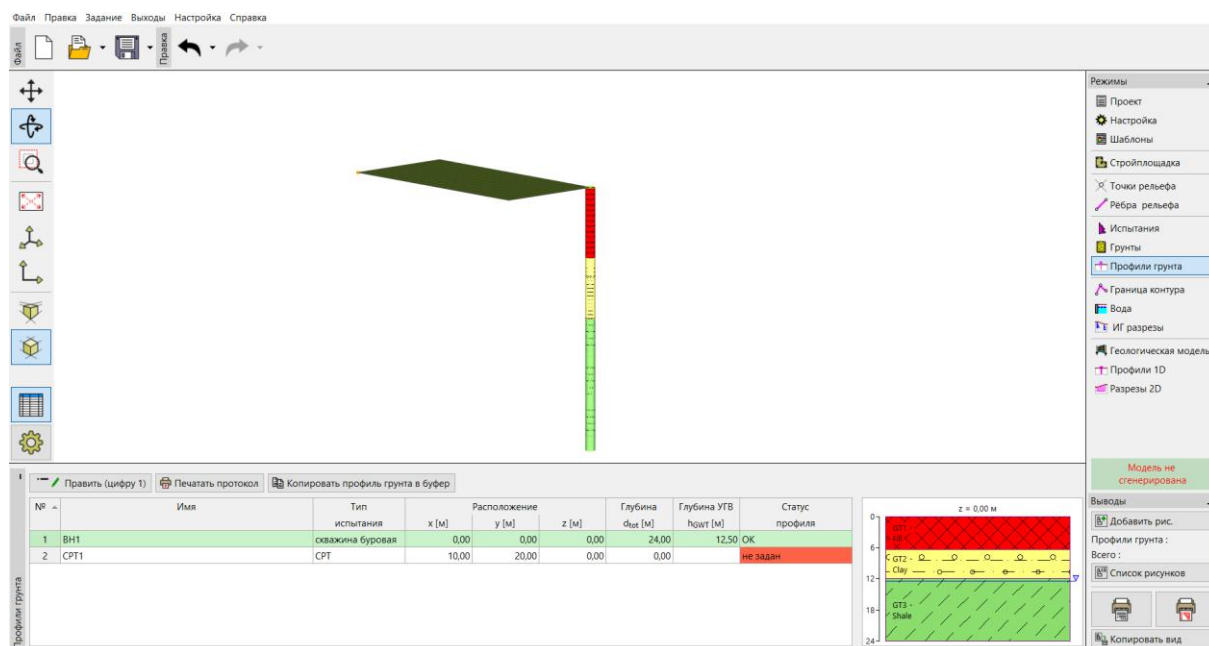 Файл Правка Задание Выходы Настройка Справка
Файл
Правка
Режимы
Проект
Настройка
Шаблоны
Стройплощадка
Точки рельефа
Рёбра рельефа
Испытания
Грунты
Профили грунта
Граница контура
Вода
ИГ разрезы
Геологическая модель
Профили 1D
Разрезы 2D
Модель не
сгенерирована
Выводы
Добавить рис.
Профили грунта :
Всего :
Список рисунков
Копировать вид
Профили грунта
Править (цифру 1) Печатать протокол Копировать профиль грунта в буфер
№ Имя Тип Расположение Глубина Глубина УГВ Статус
испытания x [м] y [м] z [м] dtot [м] hGWT [м] профиля
1 BH1 скважина буровая 0,00 0,00 0,00 24,00 12,50 OK
2 CPT1 CPT 10,00 20,00 0,00 0,00 не задан
z = 0,00 м
0
6
12
18
24
GT1 -
GT2 -
Clay
GT3 -
Shale